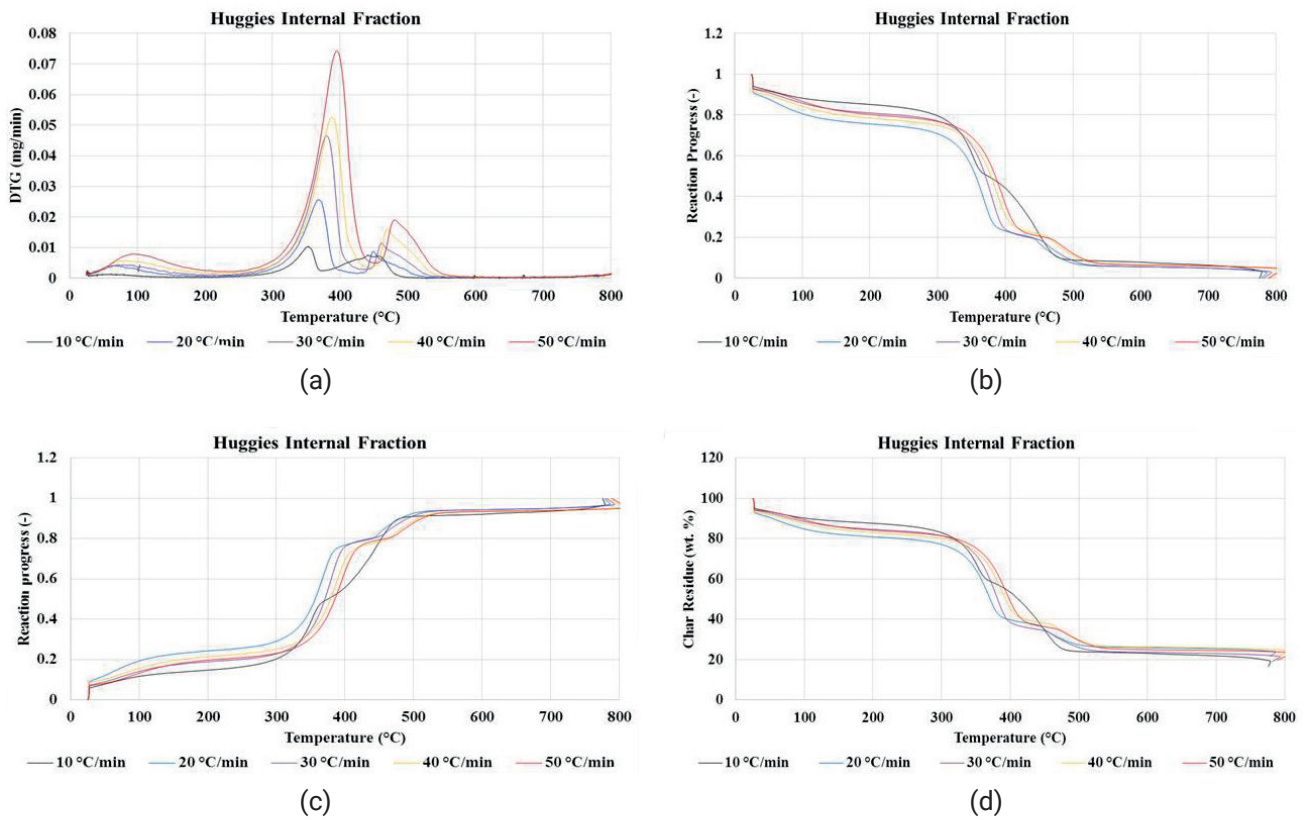 Huggies Internal Fraction
0.08
0.07
0.06
0.05
0.04
0.03
0.02
0.01
0
DTG (mg/min)
0 100 200 300 400 500 600 700 800
Temperature (°C)
10 °C/min 20 °C/min 30 °C/min 40 °C/min 50 °C/min
(a)
Huggies Internal Fraction
1.2
1
0.8
0.6
0.4
0.2
0
Reaction Progress (-)
0 100 200 300 400 500 600 700 800
Temperature (°C)
10 °C/min 20 °C/min 30 °C/min 40 °C/min 50 °C/min
(b)
Huggies Internal Fraction
1.2
1
0.8
0.6
0.4
0.2
0
Reaction progress (-)
0 100 200 300 400 500 600 700 800
Temperature (°C)
10 °C/min 20 °C/min 30 °C/min 40 °C/min 50 °C/min
(c)
Huggies Internal Fraction
120
100
80
60
40
20
0
Char Residue (wt. %)
0 100 200 300 400 500 600 700 800
Temperature (°C)
10 °C/min 20 °C/min 30 °C/min 40 °C/min 50 °C/min
(d)